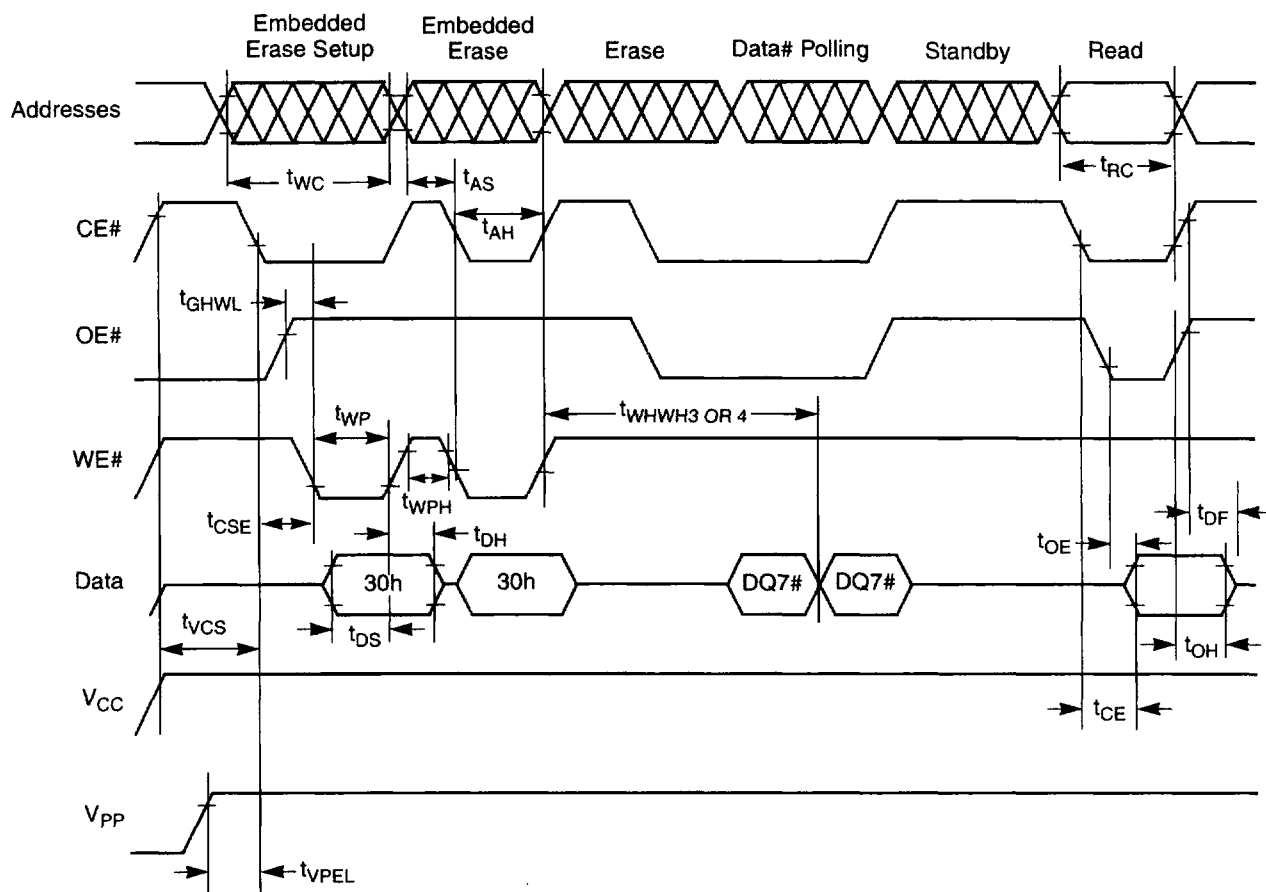 Embedded Erase Setup
Embedded Erase
Erase
Data# Polling
Standby
Read
Addresses
tWC
tAS
tRC
CE#
tAH
tGHWL
OE#
tWP
tWHWH3 OR 4
WE#
tWPH
tCSE
tDH
tDF
tOE
Data
30h
30h
DQ7#
DQ7#
tVCS
tDS
tOH
VCC
tCE
VPP
tVPEL